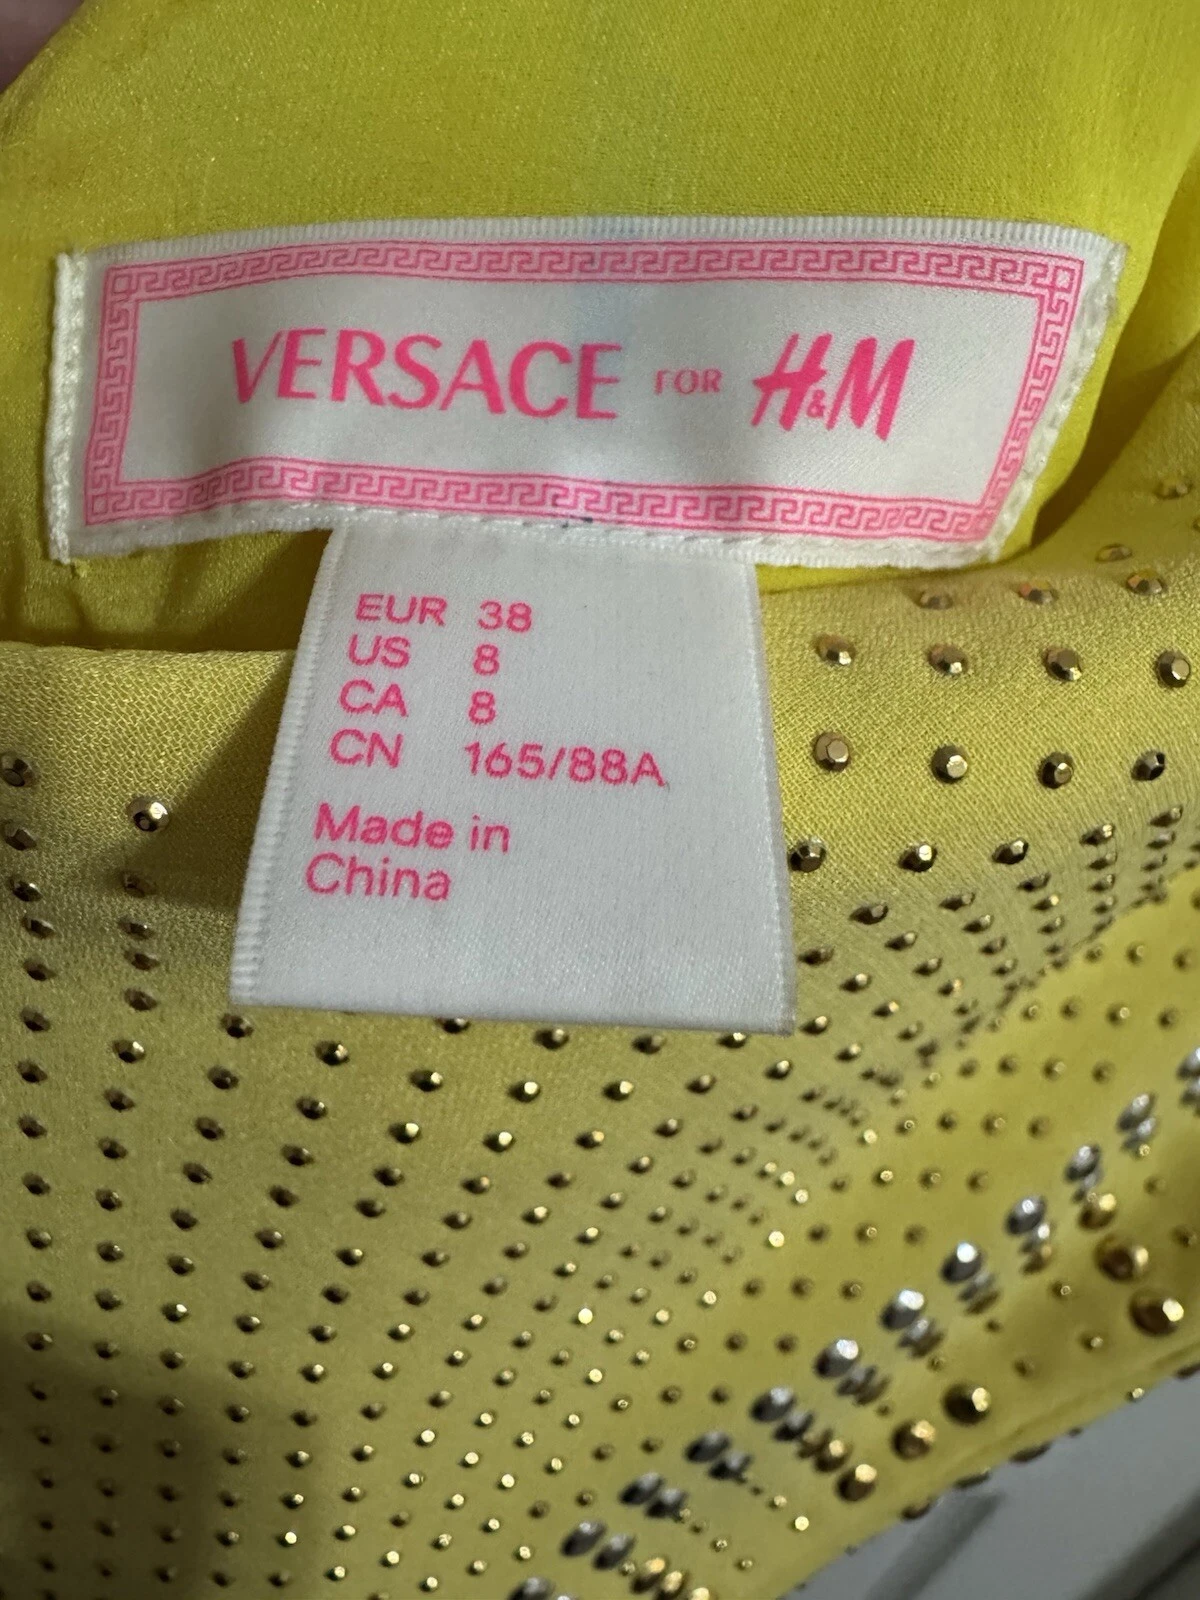 VERSACE FOR H&M
EUR 38
US 8
CA 8
CN 165/88A
Made in
China